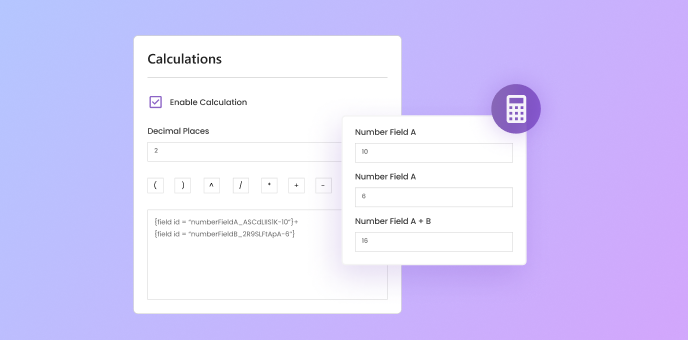 Calculations
Enable Calculation
Decimal Places
2
( ) ^ / * + -
{field id = "numberFieldA_ASCdLiiS1K-10"}+
{field id = "numberFieldB_2R9SLFtApA-6"}
Number Field A
10
Number Field A
6
Number Field A + B
16